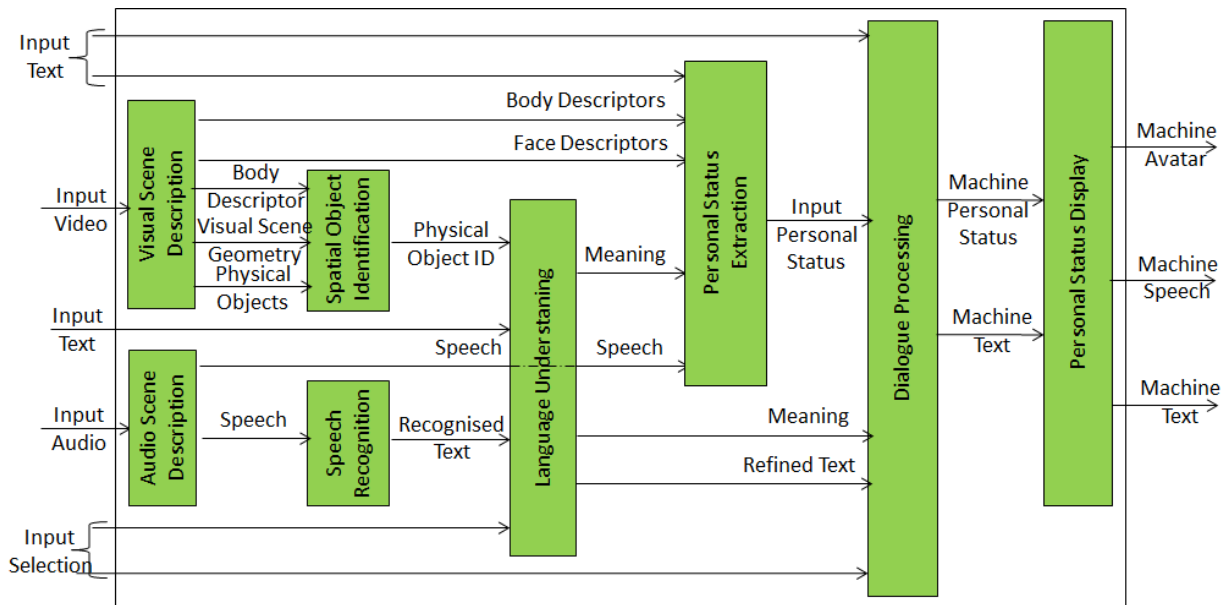 Input
Text
Body Descriptors
Face Descriptors
Visual Scene
Description
Input
Video
Body
Descriptor
Visual Scene
Geometry
Physical
Objects
Spatial Object
Identification
Physical
Object ID
Meaning
Personal Status
Extraction
Input
Personal
Status
Machine
Personal
Status
Machine
Text
Dialogue Processing
Personal Status Display
Machine
Avatar
Machine
Speech
Machine
Text
Input
Text
Speech
Language Understaning
Speech
Audio Scene
Description
Input
Audio
Speech
Speech
Recognition
Recognised
Text
Meaning
Refined Text
Input
Selection